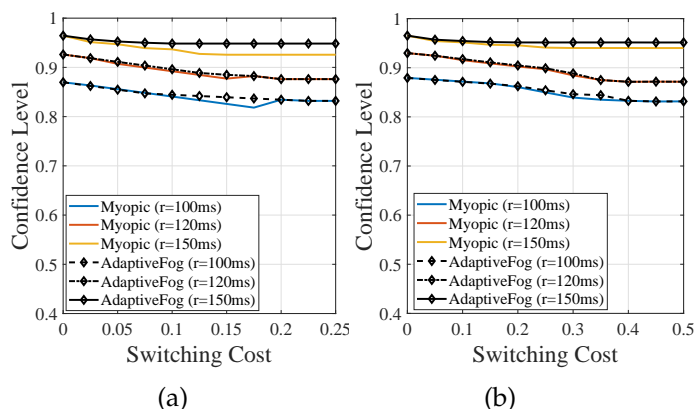 1
0.9
0.8
0.7
0.6
0.5
0.4
Confidence Level
Myopic (r=100ms)
Myopic (r=120ms)
Myopic (r=150ms)
AdaptiveFog (r=100ms)
AdaptiveFog (r=120ms)
AdaptiveFog (r=150ms)
0 0.05 0.1 0.15 0.2 0.25
Switching Cost
(a)
1
0.9
0.8
0.7
0.6
0.5
0.4
Confidence Level
Myopic (r=100ms)
Myopic (r=120ms)
Myopic (r=150ms)
AdaptiveFog (r=100ms)
AdaptiveFog (r=120ms)
AdaptiveFog (r=150ms)
0 0.1 0.2 0.3 0.4 0.5
Switching Cost
(b)